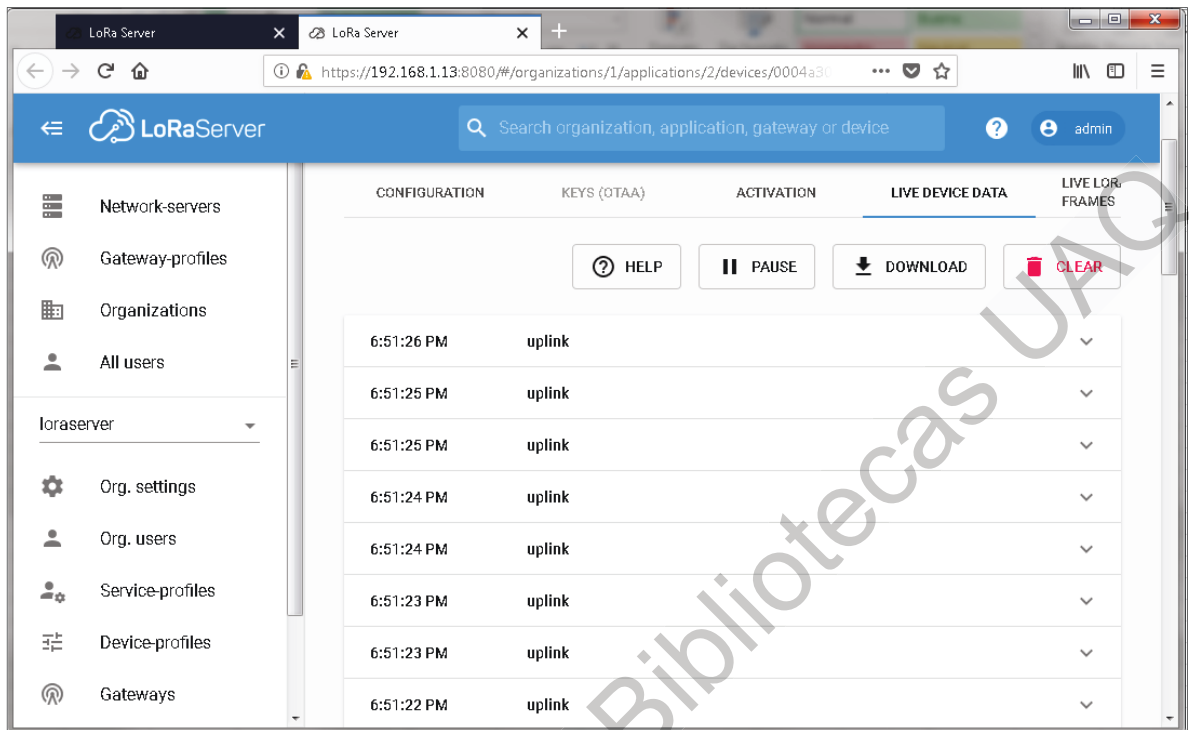 LoRa Server
LoRa Server
https://192.168.1.13:8080/#/organizations/1/applications/2/devices/0004a30
LoRaServer
Search organization, application, gateway or device
admin
Network-servers
Gateway-profiles
Organizations
All users
loraserver
Org. settings
Org. users
Service-profiles
Device-profiles
Gateways
CONFIGURATION
KEYS (OTAA)
ACTIVATION
LIVE DEVICE DATA
LIVE LOR
FRAMES
HELP
PAUSE
DOWNLOAD
CLEAR
6:51:26 PM uplink
6:51:25 PM uplink
6:51:25 PM uplink
6:51:24 PM uplink
6:51:24 PM uplink
6:51:23 PM uplink
6:51:23 PM uplink
6:51:22 PM uplink
Bibliotecas UAQ